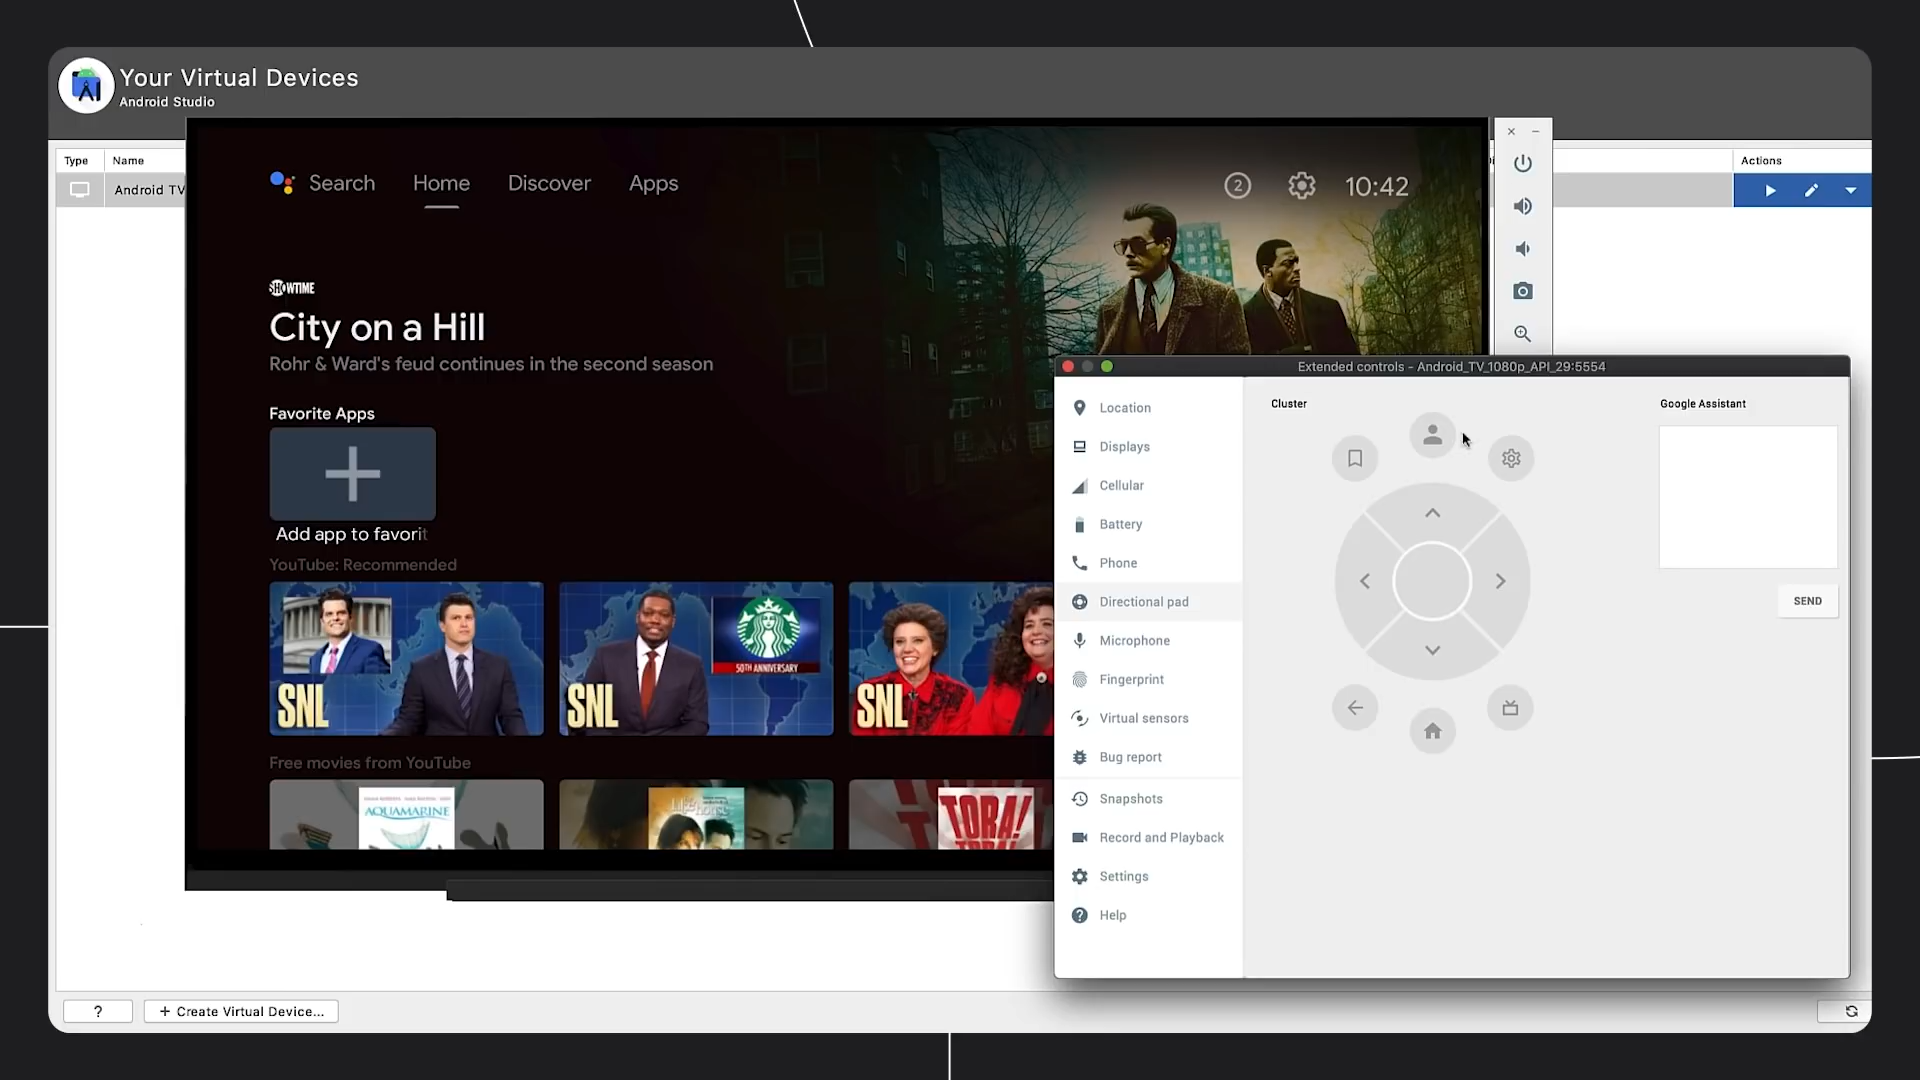 Your Virtual Devices
Android Studio
Type
Name
Actions
Android TV
Search
Home
Discover
Apps
2
10:42
SHOWTIME
City on a Hill
Rohr & Ward's feud continues in the second season
Favorite Apps
Add app to favorit
YouTube: Recommended
SNL
SNL
50TH ANNIVERSARY
SNL
Free movies from YouTube
AQUAMARINE
TORA!
Extended controls - Android_TV_1080p_API_29:5554
Location
Displays
Cellular
Battery
Phone
Directional pad
Microphone
Fingerprint
Virtual sensors
Bug report
Snapshots
Record and Playback
Settings
Help
Cluster
Google Assistant
SEND
?
+ Create Virtual Device...